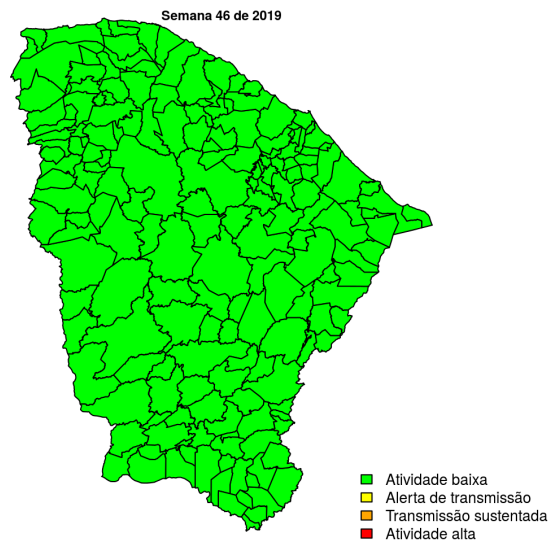 Semana 46 de 2019
Atividade baixa
Alerta de transmissão
Transmissão sustentada
Atividade alta